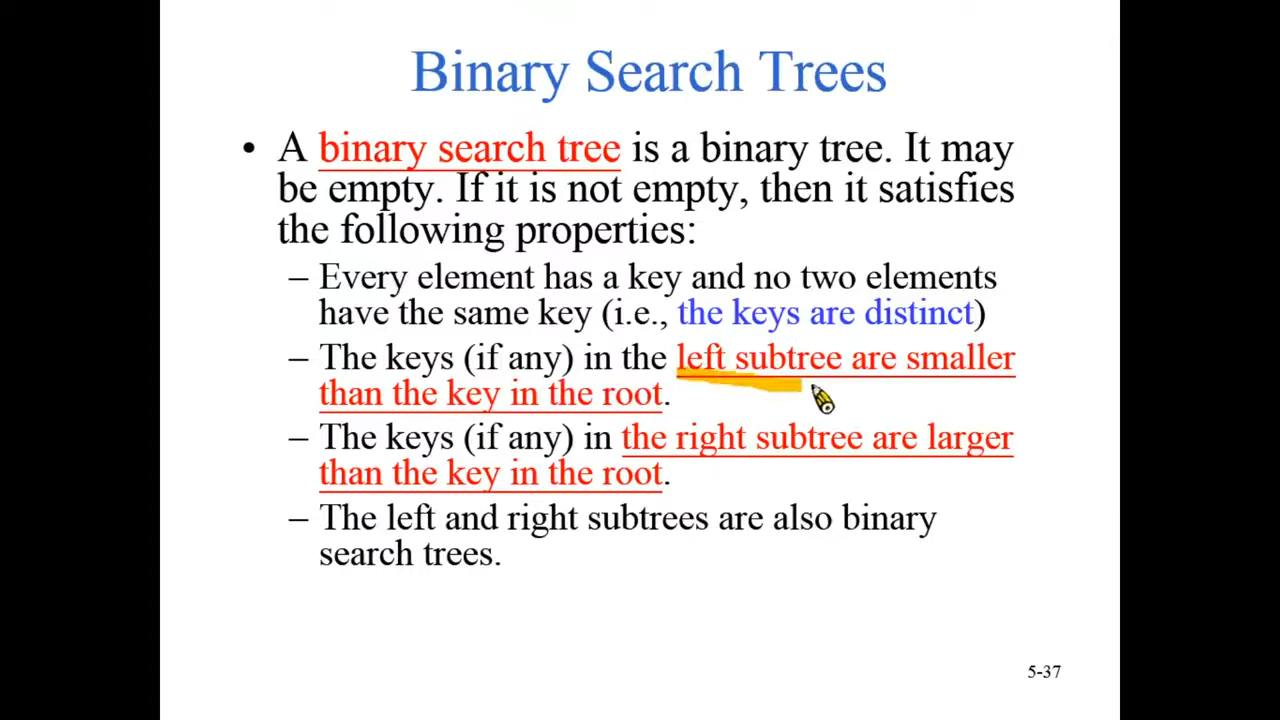 Binary Search Trees
• A binary search tree is a binary tree. It may
be empty. If it is not empty, then it satisfies
the following properties:
– Every element has a key and no two elements
have the same key (i.e., the keys are distinct)
– The keys (if any) in the left subtree are smaller
than the key in the root.
– The keys (if any) in the right subtree are larger
than the key in the root.
– The left and right subtrees are also binary
search trees.
5-37